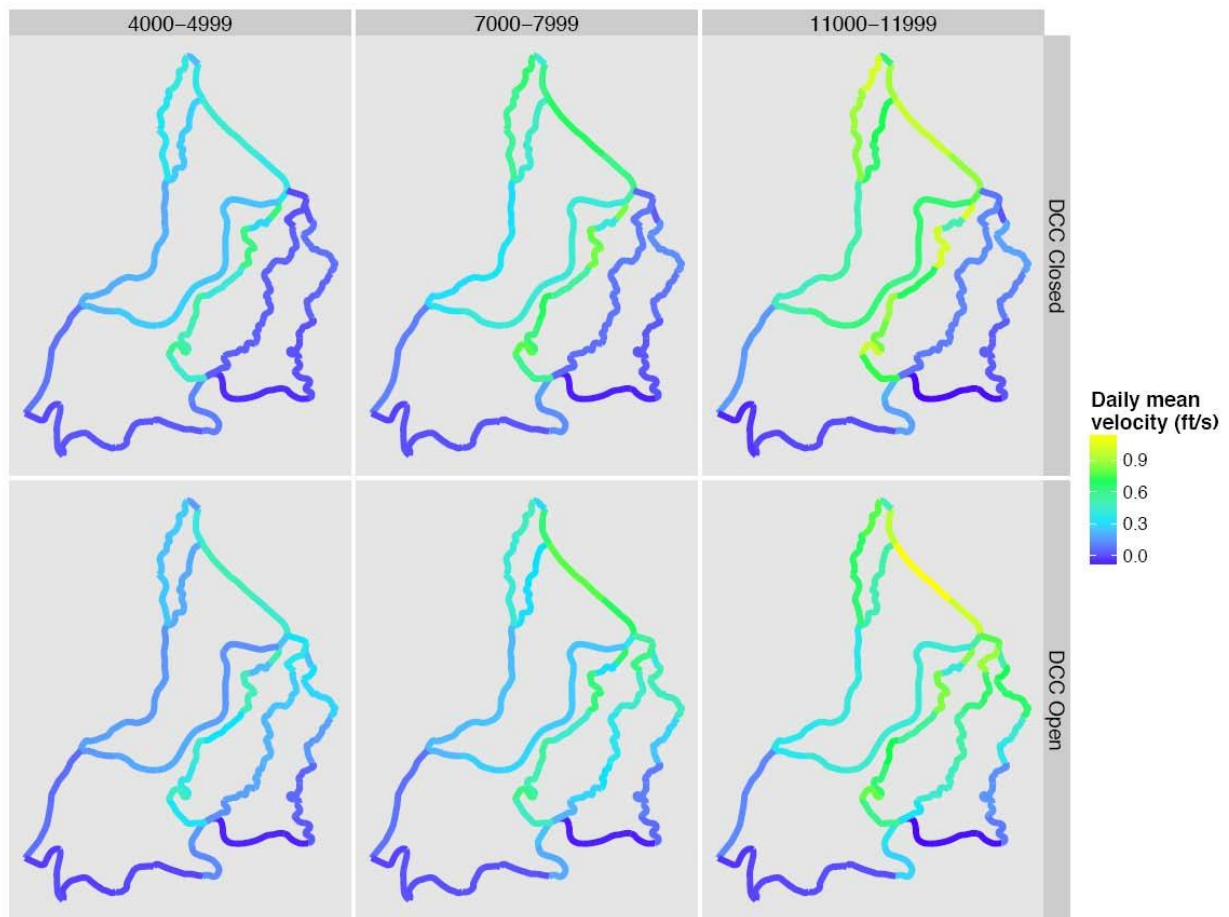 4000−4999
7000−7999
11000−11999
DCC Closed
DCC Open
Daily mean
velocity (ft/s)
0.9
0.6
0.3
0.0